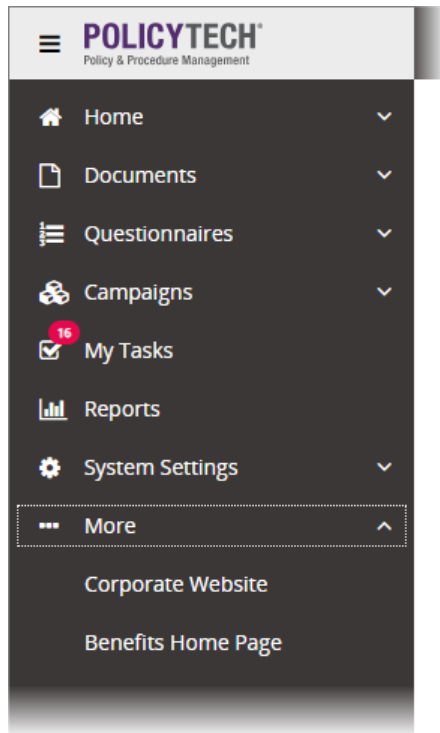 POLICYTECH®
Policy & Procedure Management
Home
Documents
Questionnaires
Campaigns
16
My Tasks
Reports
System Settings
More
Corporate Website
Benefits Home Page